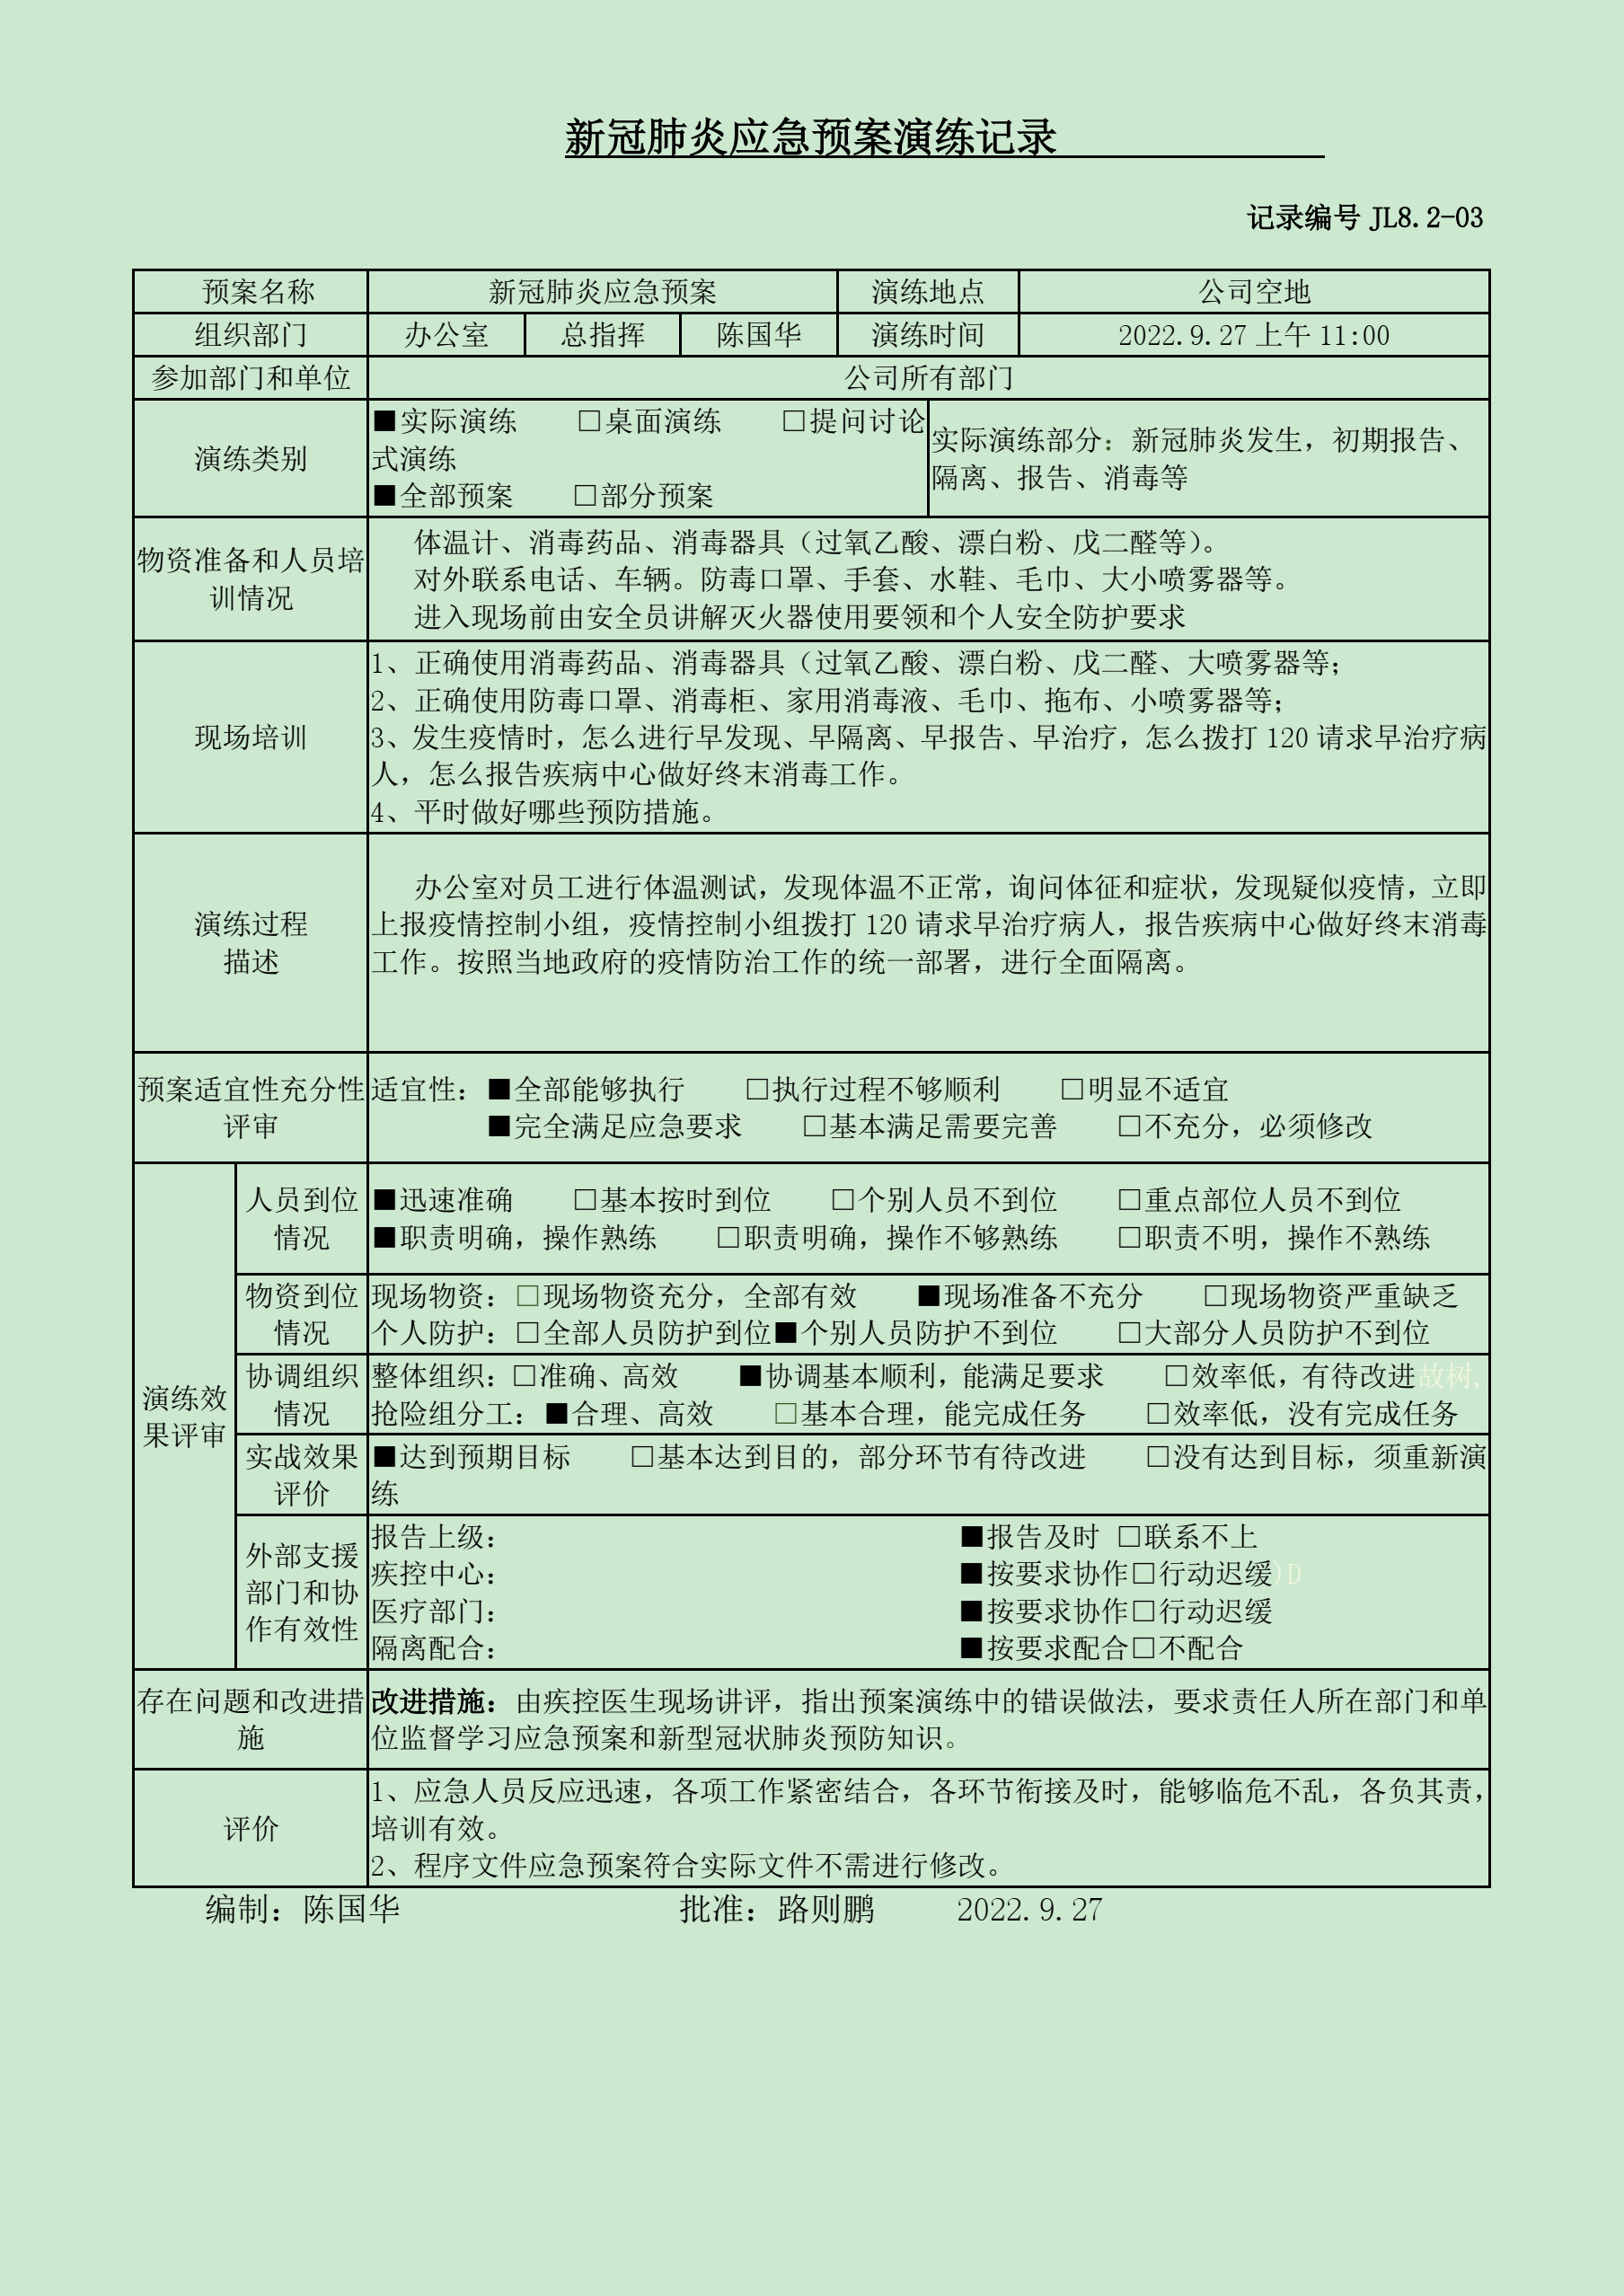 新冠肺炎应急预案演练记录
记录编号 JL8.2-03
预案名称 新冠肺炎应急预案 演练地点 公司空地
组织部门 办公室 总指挥 陈国华 演练时间 2022.9.27 上午 11:00
参加部门和单位 公司所有部门
演练类别
■实际演练 □桌面演练 □提问讨论
式演练
■全部预案 □部分预案
实际演练部分：新冠肺炎发生，初期报告、
隔离、报告、消毒等
物资准备和人员培
训情况
体温计、消毒药品、消毒器具（过氧乙酸、漂白粉、戊二醛等）。
对外联系电话、车辆。防毒口罩、手套、水鞋、毛巾、大小喷雾器等。
进入现场前由安全员讲解灭火器使用要领和个人安全防护要求
现场培训
1、正确使用消毒药品、消毒器具（过氧乙酸、漂白粉、戊二醛、大喷雾器等；
2、正确使用防毒口罩、消毒柜、家用消毒液、毛巾、拖布、小喷雾器等；
3、发生疫情时，怎么进行早发现、早隔离、早报告、早治疗，怎么拨打 120 请求早治疗病
人，怎么报告疾病中心做好终末消毒工作。
4、平时做好哪些预防措施。
演练过程
描述
办公室对员工进行体温测试，发现体温不正常，询问体征和症状，发现疑似疫情，立即
上报疫情控制小组，疫情控制小组拨打 120 请求早治疗病人，报告疾病中心做好终末消毒
工作。按照当地政府的疫情防治工作的统一部署，进行全面隔离。
预案适宜性充分性
评审
适宜性：■全部能够执行 □执行过程不够顺利 □明显不适宜
■完全满足应急要求 □基本满足需要完善 □不充分，必须修改
演练效
果评审
人员到位
情况
■迅速准确 □基本按时到位 □个别人员不到位 □重点部位人员不到位
■职责明确，操作熟练 □职责明确，操作不够熟练 □职责不明，操作不熟练
物资到位
情况
现场物资：□现场物资充分，全部有效 ■现场准备不充分 □现场物资严重缺乏
个人防护：□全部人员防护到位■个别人员防护不到位 □大部分人员防护不到位
协调组织
情况
整体组织：□准确、高效 ■协调基本顺利，能满足要求 □效率低，有待改进故树,
抢险组分工：■合理、高效 □基本合理，能完成任务 □效率低，没有完成任务
实战效果
评价
■达到预期目标 □基本达到目的，部分环节有待改进 □没有达到目标，须重新演
练
外部支援
部门和协
作有效性
报告上级： ■报告及时 □联系不上
疾控中心： ■按要求协作□行动迟缓)D
医疗部门： ■按要求协作□行动迟缓
隔离配合： ■按要求配合□不配合
存在问题和改进措
施
改进措施：由疾控医生现场讲评，指出预案演练中的错误做法，要求责任人所在部门和单
位监督学习应急预案和新型冠状肺炎预防知识。
评价
1、应急人员反应迅速，各项工作紧密结合，各环节衔接及时，能够临危不乱，各负其责，
培训有效。
2、程序文件应急预案符合实际文件不需进行修改。
编制：陈国华 批准：路则鹏 2022.9.27